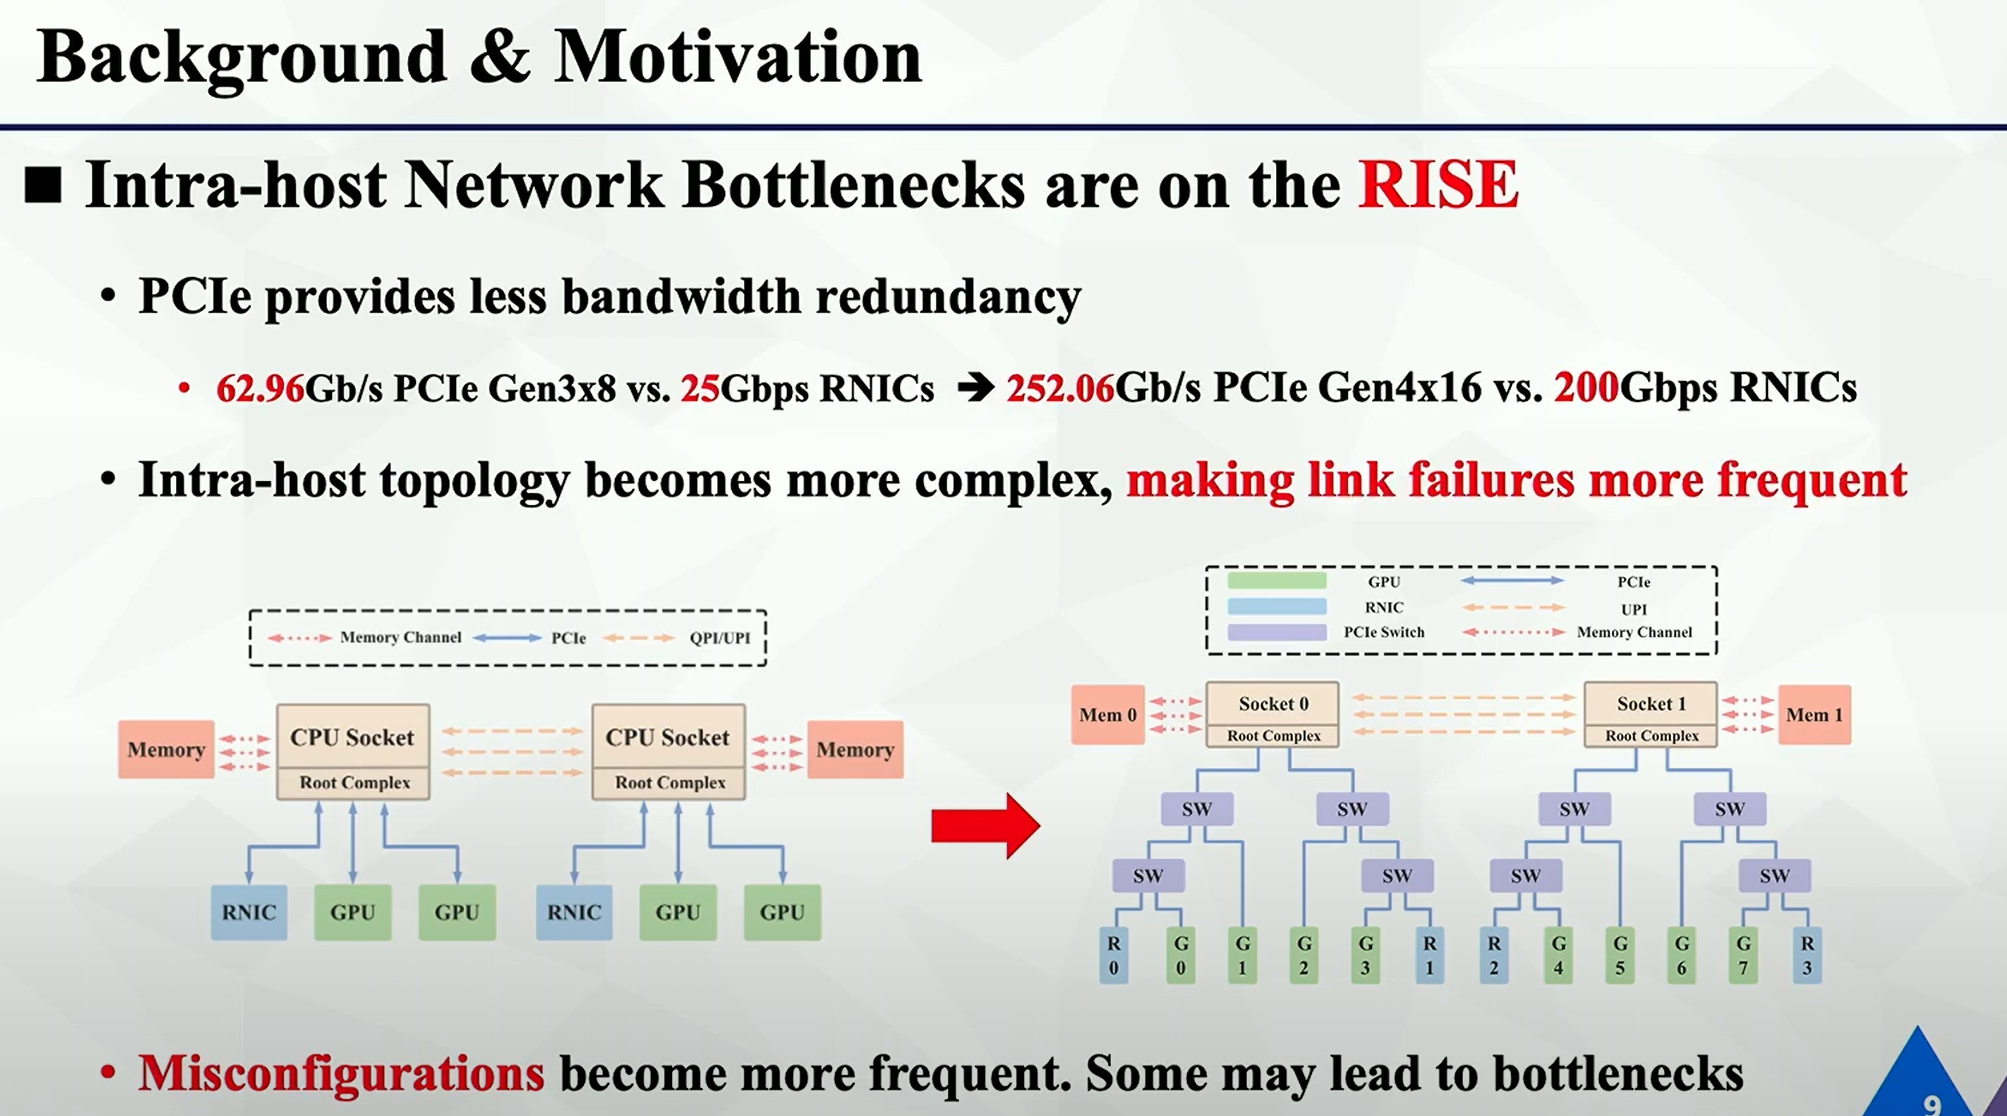 Background & Motivation
■ Intra-host Network Bottlenecks are on the RISE
• PCIe provides less bandwidth redundancy
• 62.96Gb/s PCIe Gen3x8 vs. 25Gbps RNICs ➔ 252.06Gb/s PCIe Gen4x16 vs. 200Gbps RNICs
• Intra-host topology becomes more complex, making link failures more frequent
Memory Channel PCIe QPI/UPI
Memory CPU Socket CPU Socket Memory
Root Complex Root Complex
RNIC GPU GPU RNIC GPU GPU
GPU PCIe
RNIC UPI
PCIe Switch Memory Channel
Mem 0 Socket 0 Socket 1 Mem 1
Root Complex Root Complex
SW SW SW SW
SW SW SW SW
R G G G G R R G G G G R
0 0 1 2 3 1 2 4 5 6 7 3
• Misconfigurations become more frequent. Some may lead to bottlenecks
9